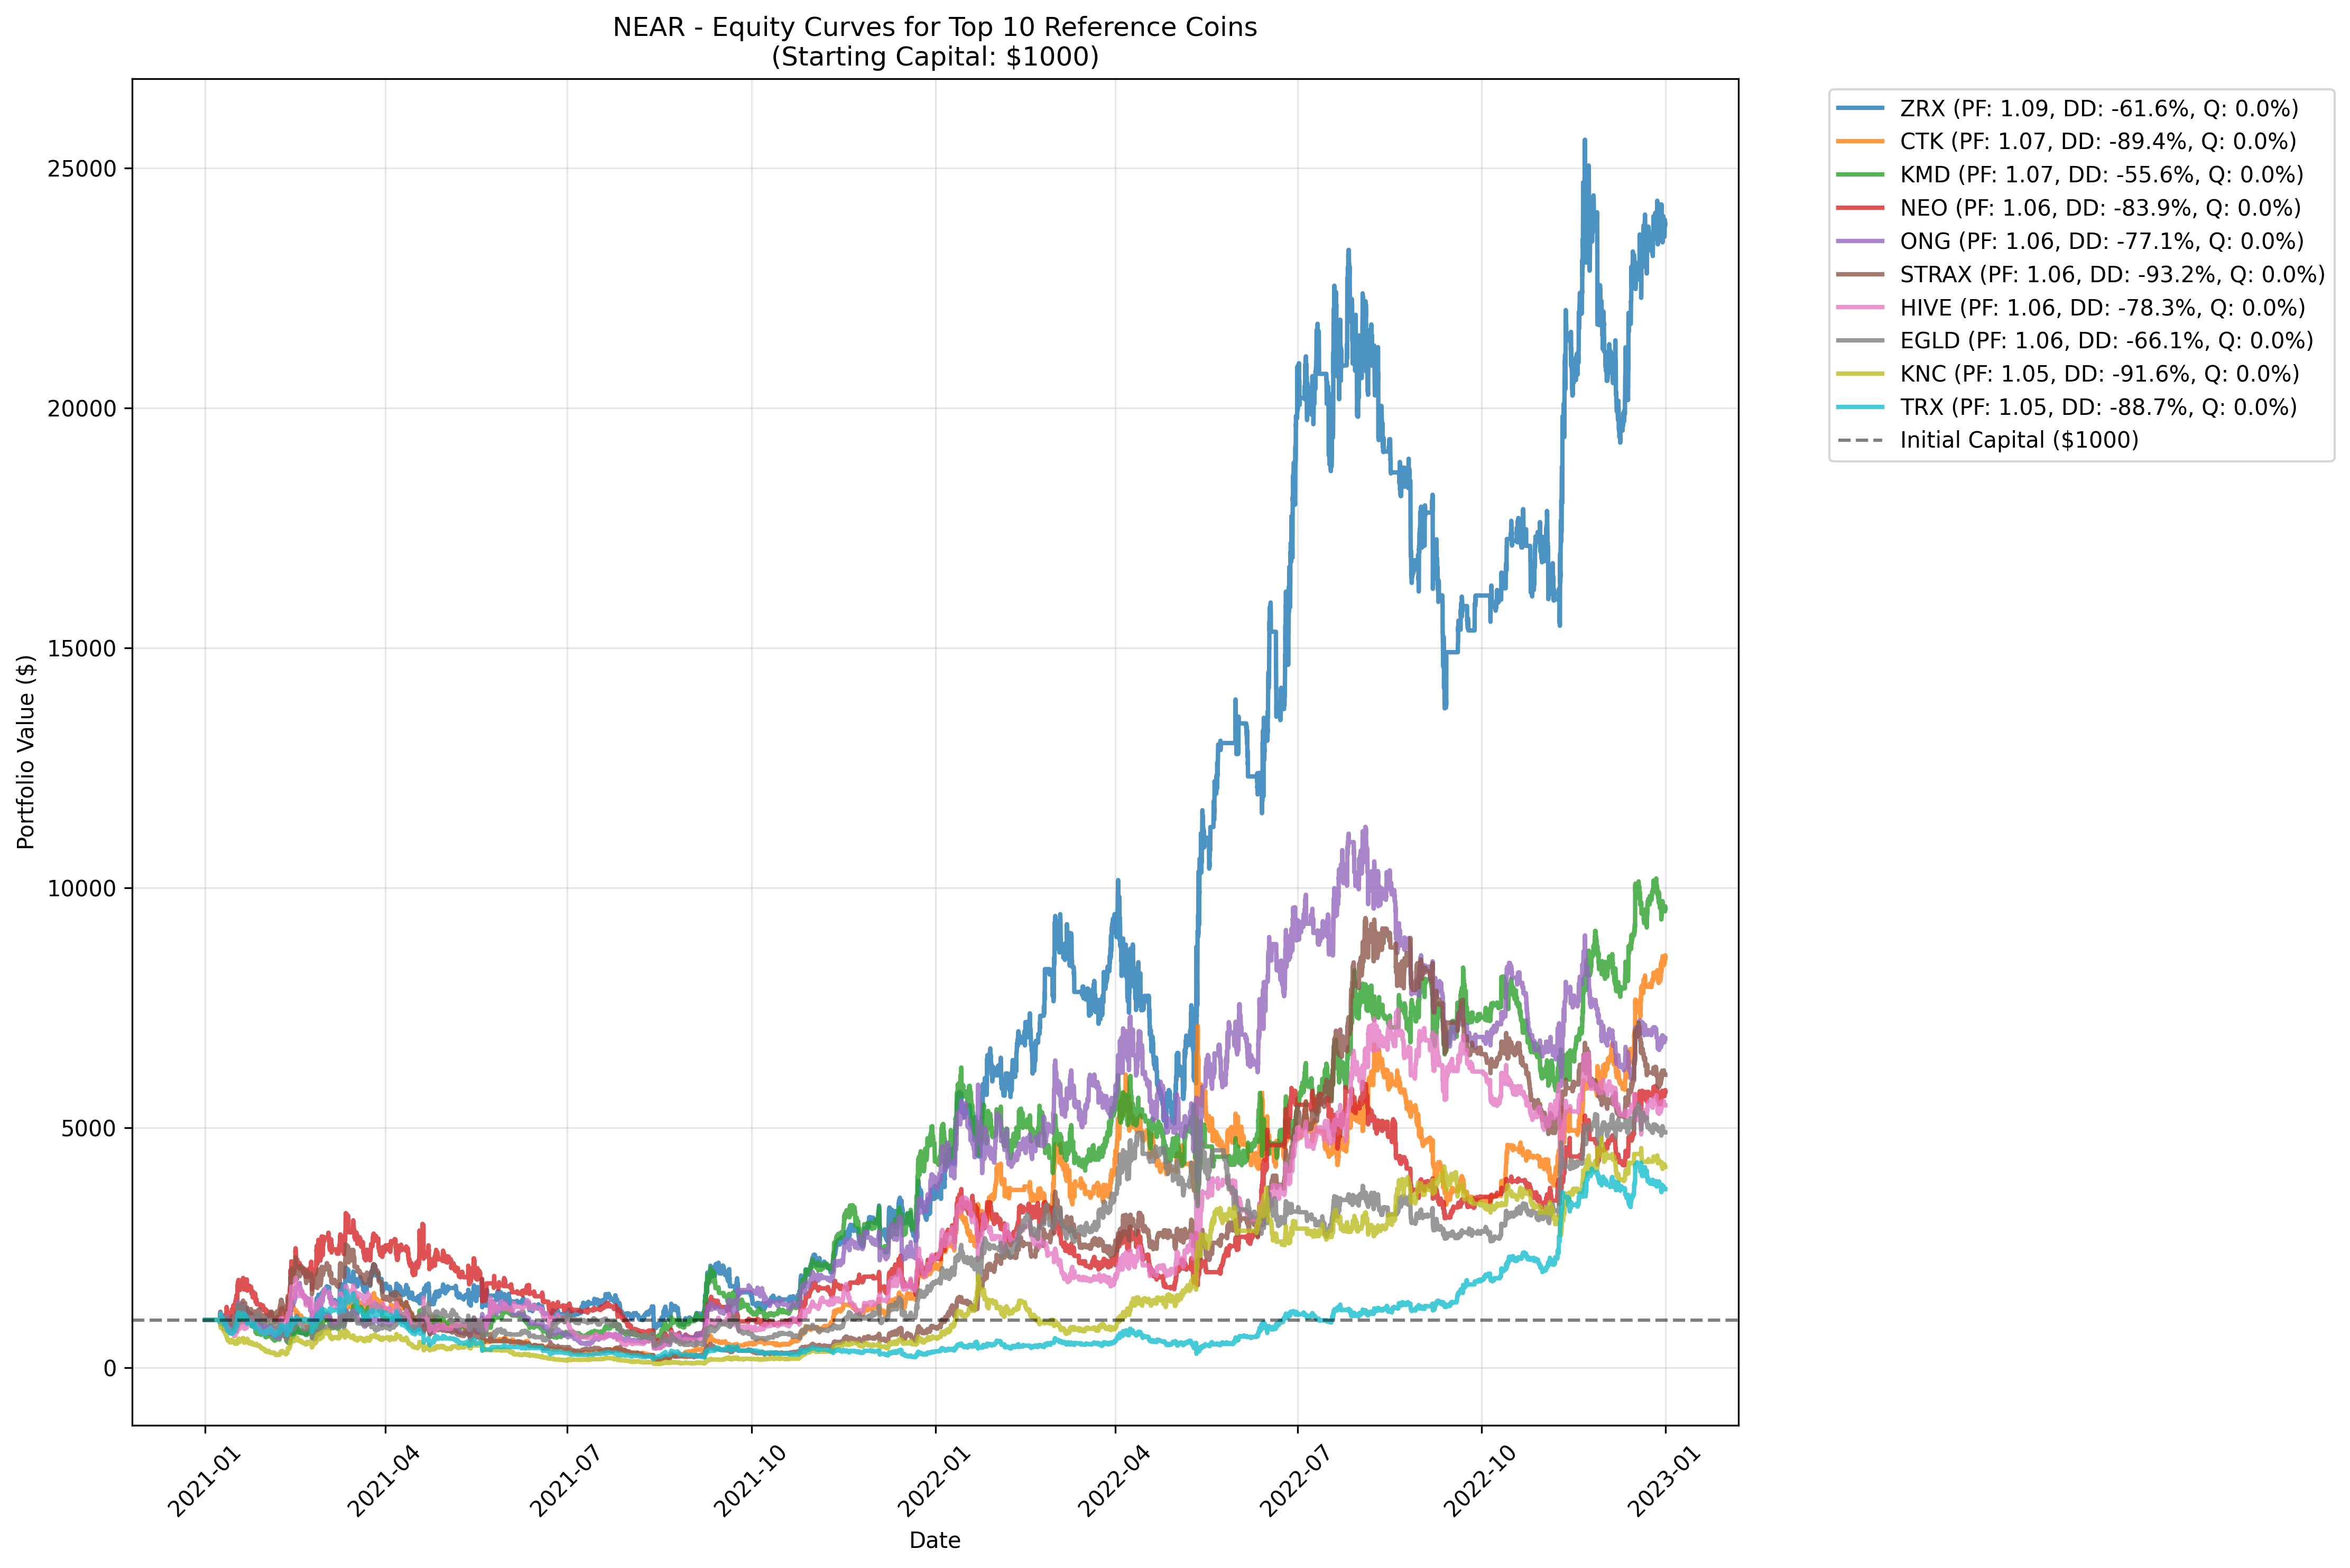 NEAR - Equity Curves for Top 10 Reference Coins
(Starting Capital: $1000)
ZRX (PF: 1.09, DD: -61.6%, Q: 0.0%)
CTK (PF: 1.07, DD: -89.4%, Q: 0.0%)
KMD (PF: 1.07, DD: -55.6%, Q: 0.0%)
NEO (PF: 1.06, DD: -83.9%, Q: 0.0%)
ONG (PF: 1.06, DD: -77.1%, Q: 0.0%)
STRAX (PF: 1.06, DD: -93.2%, Q: 0.0%)
HIVE (PF: 1.06, DD: -78.3%, Q: 0.0%)
EGLD (PF: 1.06, DD: -66.1%, Q: 0.0%)
KNC (PF: 1.05, DD: -91.6%, Q: 0.0%)
TRX (PF: 1.05, DD: -88.7%, Q: 0.0%)
Initial Capital ($1000)
Portfolio Value ($)
25000
20000
15000
10000
5000
0
2021-01
2021-04
2021-07
2021-10
2022-01
2022-04
2022-07
2022-10
2023-01
Date